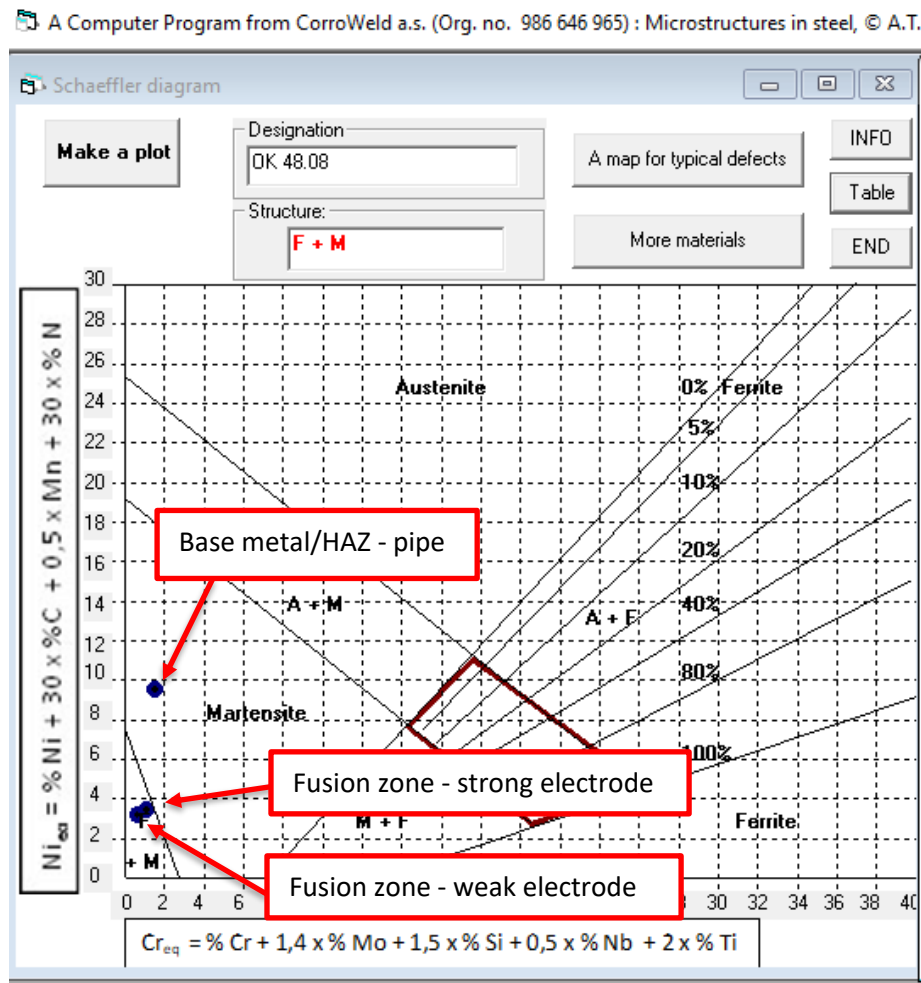 A Computer Program from CorroWeld a.s. (Org. no. 986 646 965) : Microstructures in steel, © A.T.
Schaeffler diagram
Make a plot
Designation
OK 48.08
Structure:
F + M
A map for typical defects
More materials
INFO
Table
END
30
28
26
24
22
20
18
16
14
12
10
8
6
4
2
0
Ni eq = % Ni + 30 x %C + 0,5 x Mn + 30 x % N
Austenite
0% Ferrite
5%
10%
20%
40%
80%
100%
Base metal/HAZ - pipe
A + M
A + F
Martensite
Fusion zone - strong electrode
M + F
Ferrite
F
+ M
Fusion zone - weak electrode
0 2 4 6 30 32 34 36 38 40
Cr eq = % Cr + 1,4 x % Mo + 1,5 x % Si + 0,5 x % Nb + 2 x % Ti